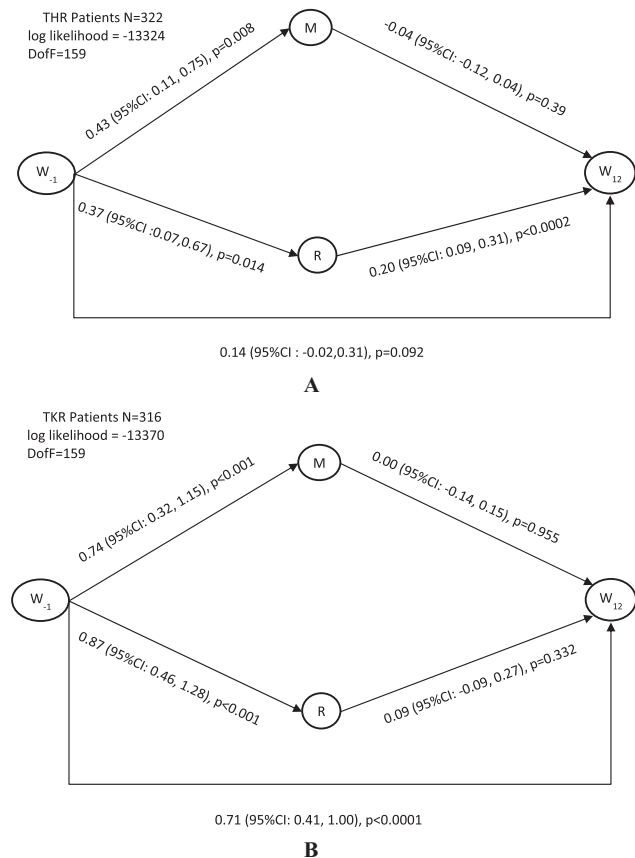 THR Patients N=322
log likelihood = -13324
DofF=159
M
0.43 (95%CI: 0.11, 0.75), p=0.008
-0.04 (95%CI: -0.12, 0.04), p=0.39
W-1
W12
0.37 (95%CI :0.07,0.67), p=0.014
R
0.20 (95%CI: 0.09, 0.31), p<0.0002
0.14 (95%CI : -0.02,0.31), p=0.092
A
TKR Patients N=316
log likelihood = -13370
DofF=159
M
0.74 (95%CI: 0.32, 1.15), p<0.001
0.00 (95%CI: -0.14, 0.15), p=0.955
W-1
W12
0.87 (95%CI: 0.46, 1.28), p<0.001
R
0.09 (95%CI: -0.09, 0.27), p=0.332
0.71 (95%CI: 0.41, 1.00), p<0.0001
B